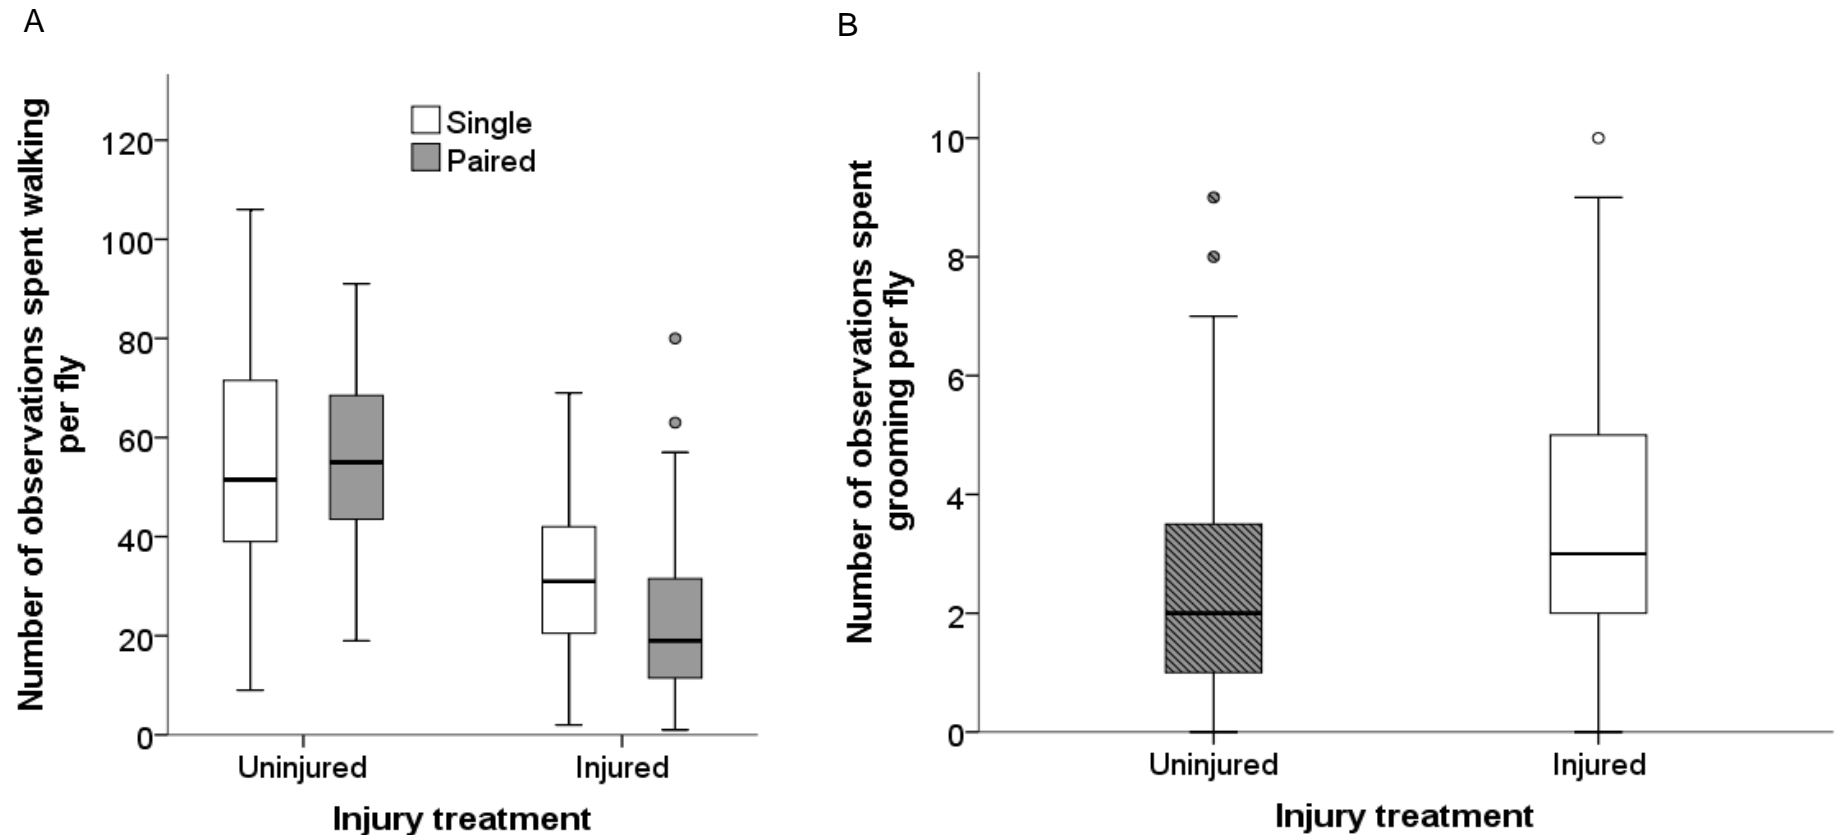 A
Number of observations spent walking
per fly
120
100
80
60
40
20
0
Single
Paired
Uninjured
Injured
Injury treatment
B
Number of observations spent
grooming per fly
10
8
6
4
2
0
Uninjured
Injured
Injury treatment